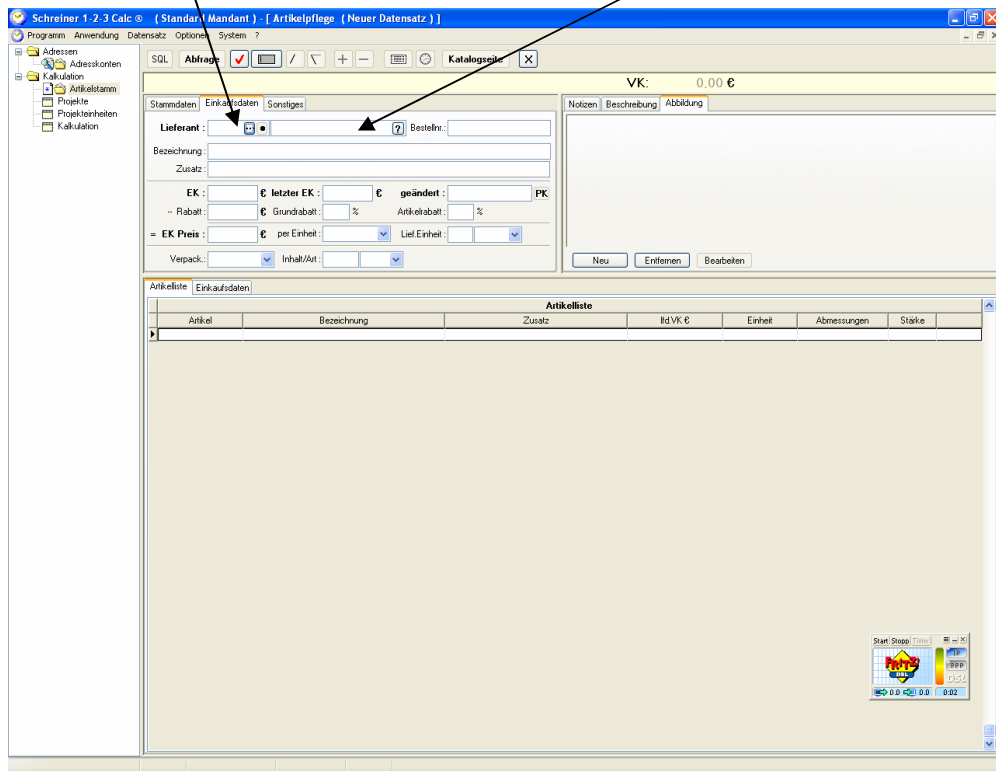 Schreiner 1-2-3 Calc ® ( Standard Mandant ) - [ Artikelpflege ( Neuer Datensatz ) ]
Programm Anwendung Datensatz Optionen System ?
Adressen
Adresskonten
Kalkulation
Artikelstamm
Projekte
Projekteinheiten
Kalkulation
SQL Abfrage Katalogseite X
VK: 0,00 €
Stammdaten Einkaufsdaten Sonstiges
Lieferant : ? Bestellnr.:
Bezeichnung :
Zusatz :
EK : € letzter EK : € geändert : PK
– Rabatt : € Grundrabatt : % Artikelrabatt : %
= EK Preis : € per Einheit : Lief.Einheit :
Verpack.: Inhalt/Art :
Notizen Beschreibung Abbildung
Neu Entfernen Bearbeiten
Artikelliste Einkaufsdaten
Artikelliste
Artikel Bezeichnung Zusatz lfd.VK € Einheit Abmessungen Stärke
Start Stopp Timer
FRITZ!
DSL
IP
PPP
DSL
0.0 0.0 0:02